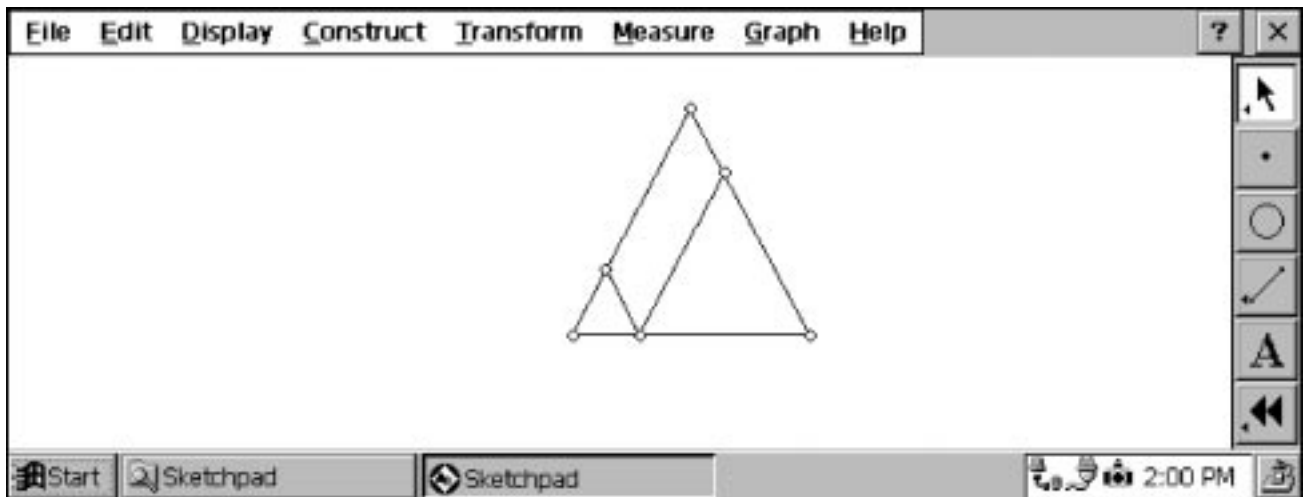 File Edit Display Construct Transform Measure Graph Help ? ×
A
Start Sketchpad Sketchpad 2:00 PM